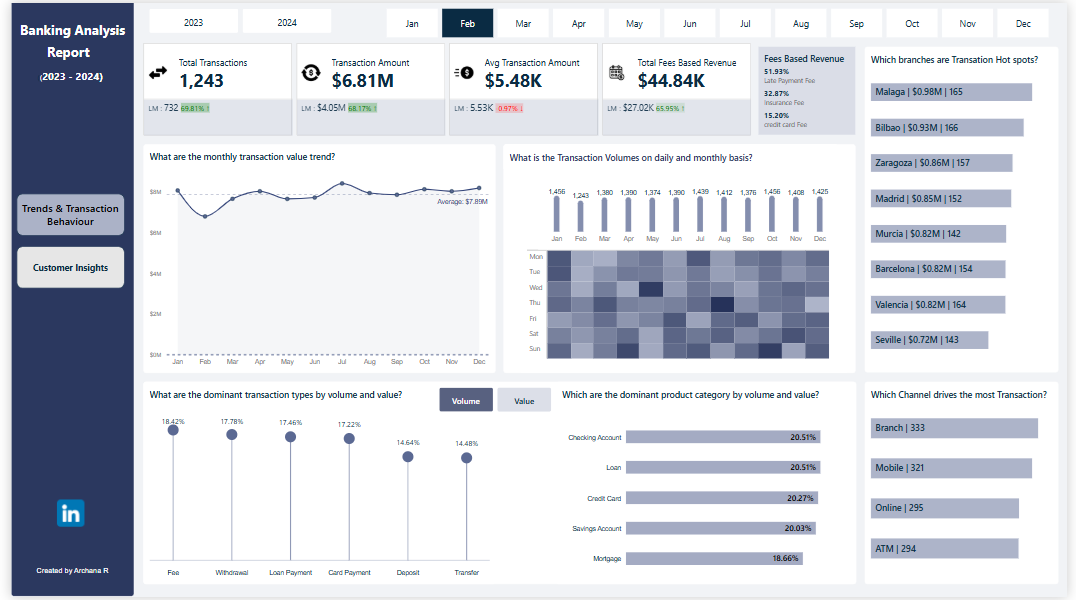 Banking Analysis
Report
(2023 - 2024)
Trends & Transaction
Behaviour
Customer Insights
in
Created by Archana R
2023
2024
Jan
Feb
Mar
Apr
May
Jun
Jul
Aug
Sep
Oct
Nov
Dec
Total Transactions
1,243
LM : 732 69.81% ↑
Transaction Amount
$6.81M
LM : $4.05M 68.17% ↑
Avg Transaction Amount
$5.48K
LM : 5.53K -0.97% ↓
Total Fees Based Revenue
$44.84K
LM : $27.02K 65.95% ↑
Fees Based Revenue
51.93%
Late Payment Fee
32.87%
Insurance Fee
15.20%
credit card Fee
Which branches are Transation Hot spots?
Malaga | $0.98M | 165
Bilbao | $0.93M | 166
Zaragoza | $0.86M | 157
Madrid | $0.85M | 152
Murcia | $0.82M | 142
Barcelona | $0.82M | 154
Valencia | $0.82M | 164
Seville | $0.72M | 143
What are the monthly transaction value trend?
$8M
$6M
$4M
$2M
$0M
Average: $7.89M
Jan Feb Mar Apr May Jun Jul Aug Sep Oct Nov Dec
What is the Transaction Volumes on daily and monthly basis?
1,456 1,243 1,380 1,390 1,374 1,390 1,439 1,412 1,376 1,456 1,408 1,425
Jan Feb Mar Apr May Jun Jul Aug Sep Oct Nov Dec
Mon
Tue
Wed
Thu
Fri
Sat
Sun
What are the dominant transaction types by volume and value?
Volume
Value
18.42% 17.78% 17.46% 17.22% 14.64% 14.48%
Fee Withdrawal Loan Payment Card Payment Deposit Transfer
Which are the dominant product category by volume and value?
Checking Account 20.51%
Loan 20.51%
Credit Card 20.27%
Savings Account 20.03%
Mortgage 18.66%
Which Channel drives the most Transaction?
Branch | 333
Mobile | 321
Online | 295
ATM | 294